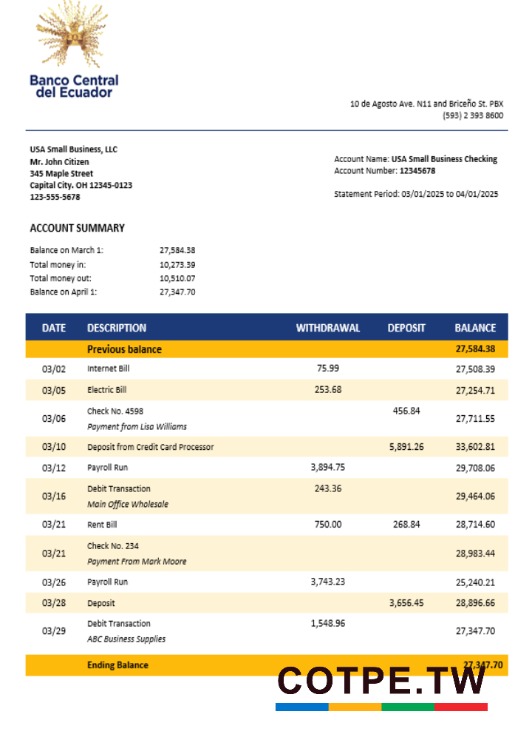 Banco Central
del Ecuador
10 de Agosto Ave. N11 and Briceño St. PBX
(593) 2 393 8600
USA Small Business, LLC
Mr. John Citizen
345 Maple Street
Capital City. OH 12345-0123
123-555-5678
Account Name: USA Small Business Checking
Account Number: 12345678
Statement Period: 03/01/2025 to 04/01/2025
ACCOUNT SUMMARY
Balance on March 1: 27,584.38
Total money in: 10,273.39
Total money out: 10,510.07
Balance on April 1: 27,347.70
DATE DESCRIPTION WITHDRAWAL DEPOSIT BALANCE
Previous balance 27,584.38
03/02 Internet Bill 75.99 27,508.39
03/05 Electric Bill 253.68 27,254.71
03/06 Check No. 4598 456.84 27,711.55
Payment from Lisa Williams
03/10 Deposit from Credit Card Processor 5,891.26 33,602.81
03/12 Payroll Run 3,894.75 29,708.06
03/16 Debit Transaction 243.36 29,464.06
Main Office Wholesale
03/21 Rent Bill 750.00 268.84 28,714.60
03/21 Check No. 234 28,983.44
Payment From Mark Moore
03/26 Payroll Run 3,743.23 25,240.21
03/28 Deposit 3,656.45 28,896.66
03/29 Debit Transaction 1,548.96 27,347.70
ABC Business Supplies
Ending Balance 27,347.70
COTPE.TW